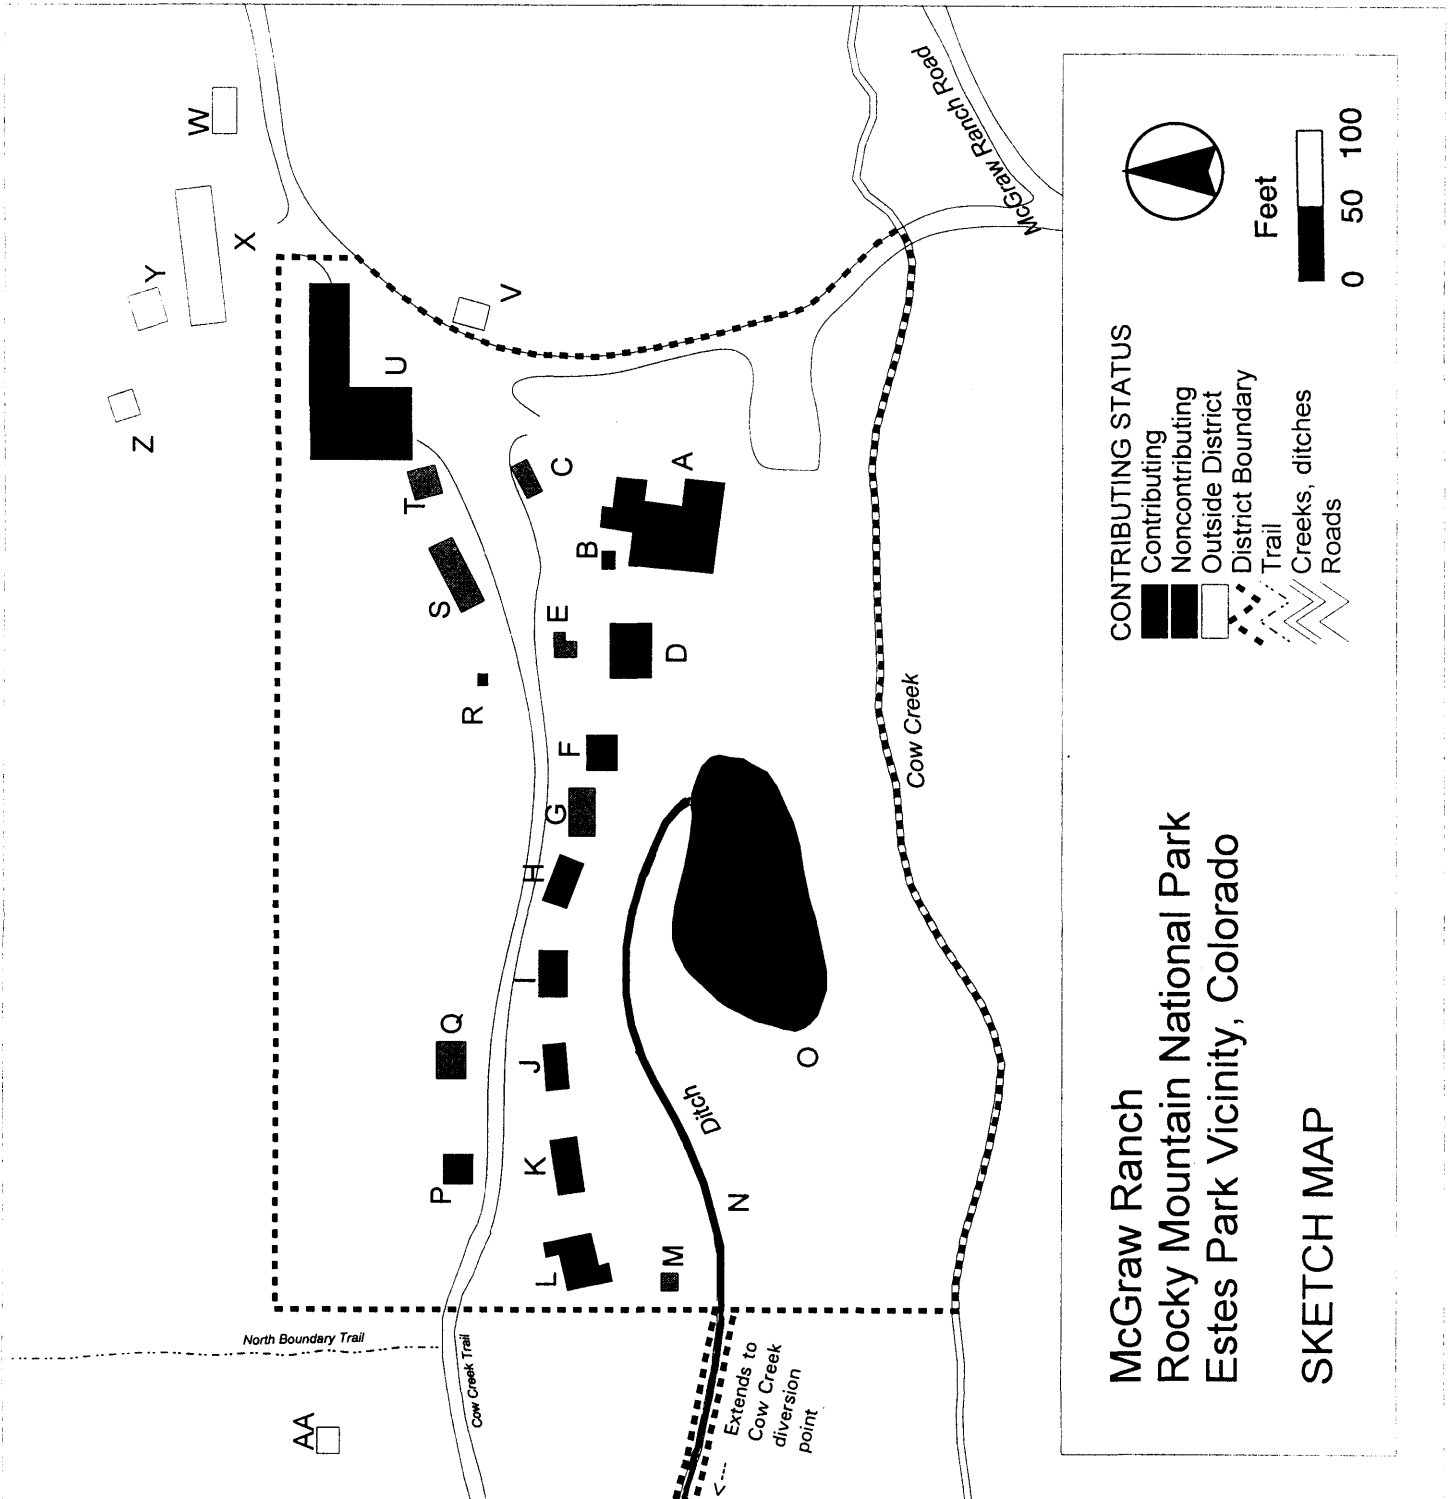 McGraw Ranch
Rocky Mountain National Park
Estes Park Vicinity, Colorado
SKETCH MAP
CONTRIBUTING STATUS
Contributing
Noncontributing
Outside District
District Boundary
Trail
Creeks, ditches
Roads
Feet
0 50 100
AA
North Boundary Trail
Cow Creek Trail
Extends to
Cow Creek
diversion
point
L
M
N
K
P
J
Q
Ditch
O
I
H
G
F
R
E
D
S
B
A
C
T
U
V
Z
Y
X
W
Cow Creek
McGraw Ranch Road